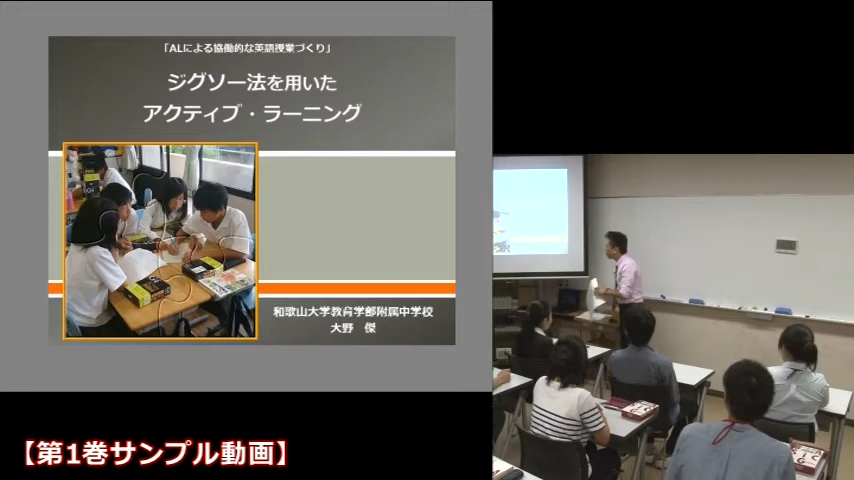 「ALによる協働的な英語授業づくり」
ジグソー法を用いた
アクティブ・ラーニング
和歌山大学教育学部附属中学校
大野　傑
【第1巻サンプル動画】